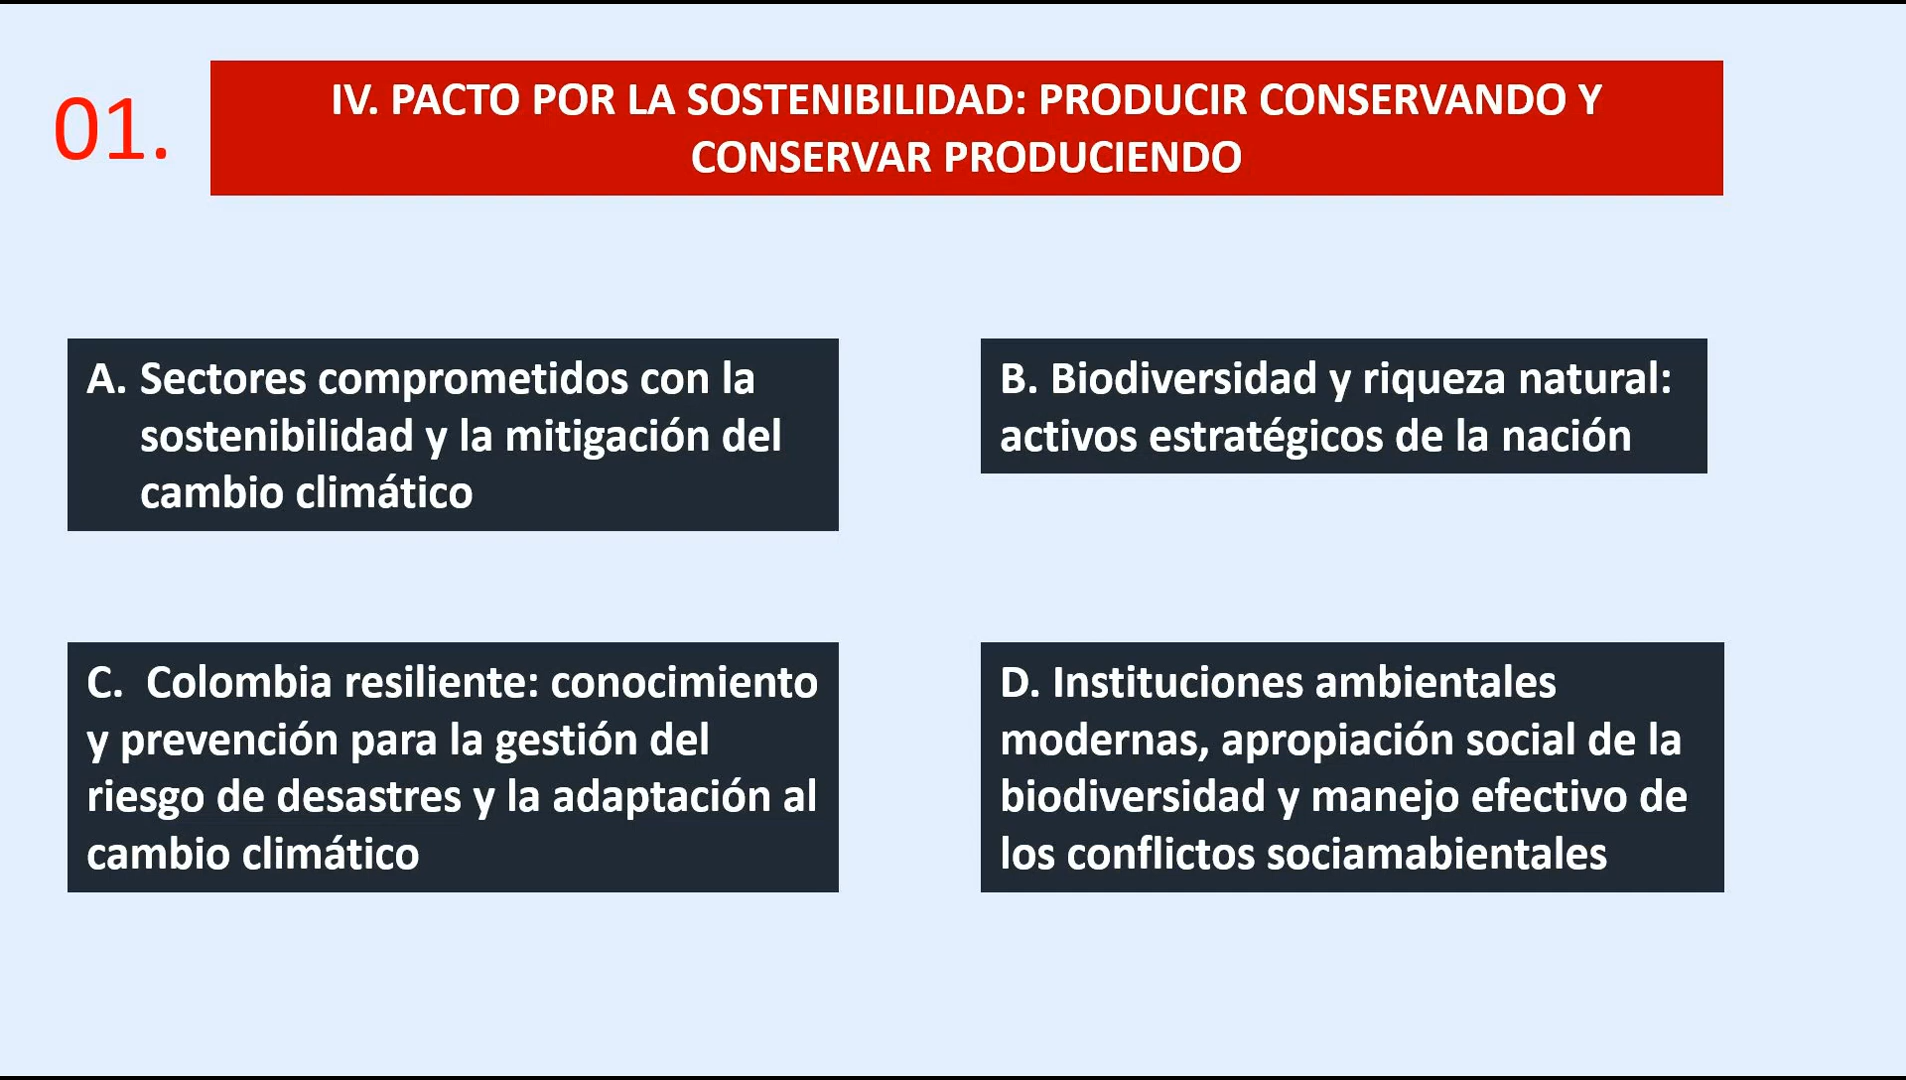 01.
IV. PACTO POR LA SOSTENIBILIDAD: PRODUCIR CONSERVANDO Y
CONSERVAR PRODUCIENDO
A. Sectores comprometidos con la
sostenibilidad y la mitigación del
cambio climático
B. Biodiversidad y riqueza natural:
activos estratégicos de la nación
C. Colombia resiliente: conocimiento
y prevención para la gestión del
riesgo de desastres y la adaptación al
cambio climático
D. Instituciones ambientales
modernas, apropiación social de la
biodiversidad y manejo efectivo de
los conflictos sociamabientales